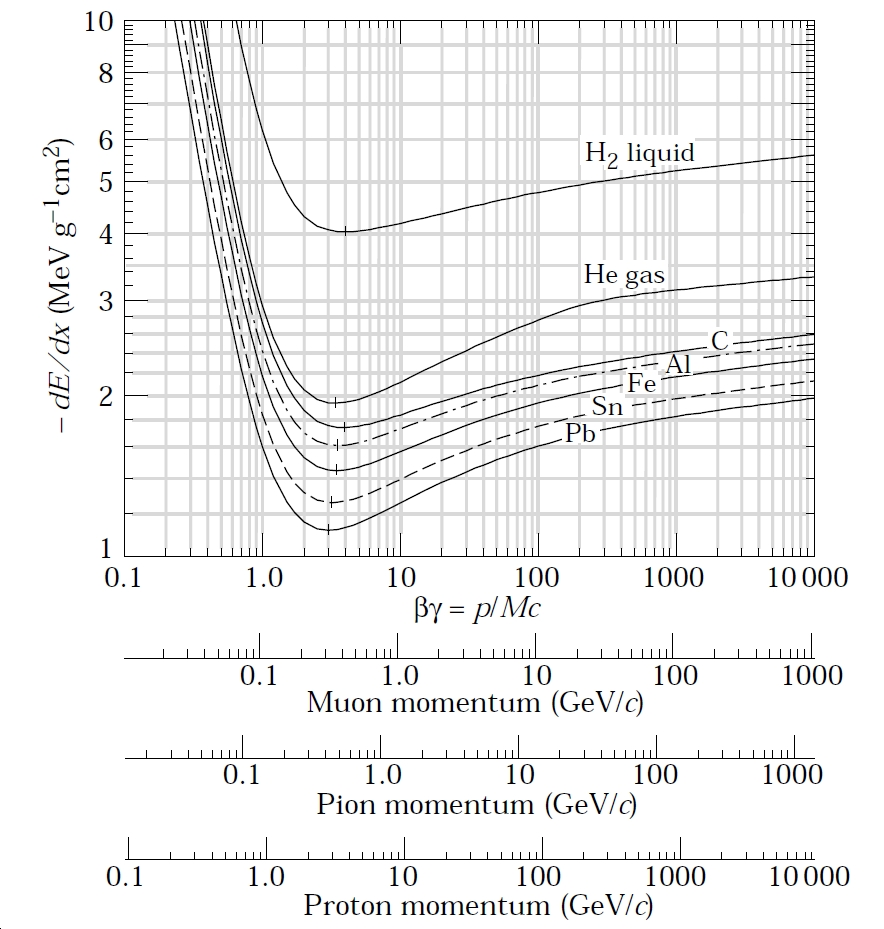 10
8
6
5
4
3
2
1
− dE/dx (MeV g⁻¹cm²)
H₂ liquid
He gas
C
Al
Fe
Sn
Pb
0.1 1.0 10 100 1000 10 000
βγ = p/Mc
0.1 1.0 10 100 1000
Muon momentum (GeV/c)
0.1 1.0 10 100 1000
Pion momentum (GeV/c)
0.1 1.0 10 100 1000 10 000
Proton momentum (GeV/c)